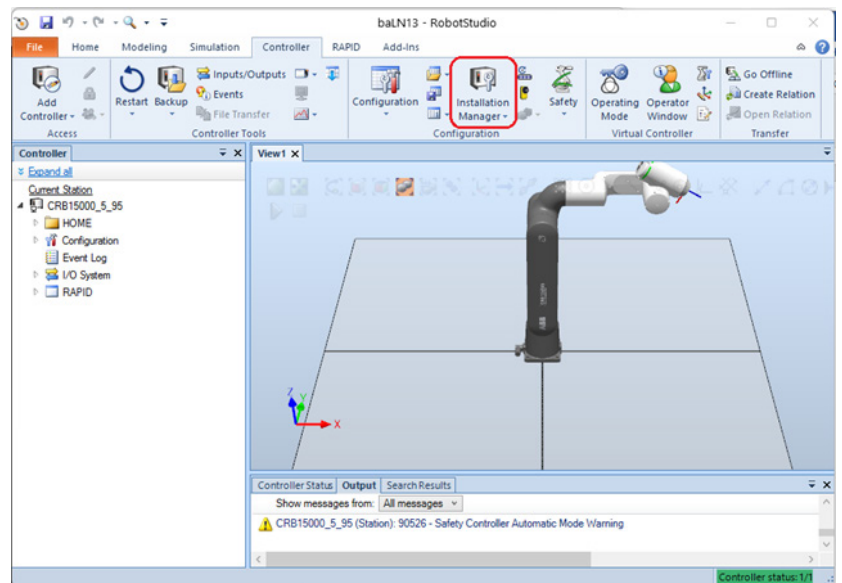 baLN13 - RobotStudio
File Home Modeling Simulation Controller RAPID Add-Ins
Add Controller
Access
Restart Backup
Inputs/Outputs
Events
File Transfer
Controller Tools
Configuration
Installation Manager
Safety
Configuration
Operating Mode
Operator Window
Virtual Controller
Go Offline
Create Relation
Open Relation
Transfer
Controller
Expand all
Current Station
CRB15000_5_95
HOME
Configuration
Event Log
I/O System
RAPID
View1
Z
Y
X
ABB
Controller Status Output Search Results
Show messages from: All messages
CRB15000_5_95 (Station): 90526 - Safety Controller Automatic Mode Warning
Controller status: 1/1